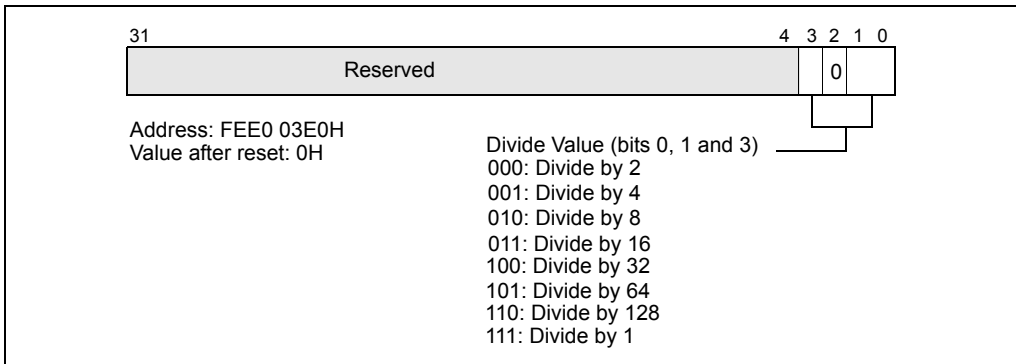 31 4 3 2 1 0
Reserved 0
Address: FEE0 03E0H
Value after reset: 0H
Divide Value (bits 0, 1 and 3)
000: Divide by 2
001: Divide by 4
010: Divide by 8
011: Divide by 16
100: Divide by 32
101: Divide by 64
110: Divide by 128
111: Divide by 1